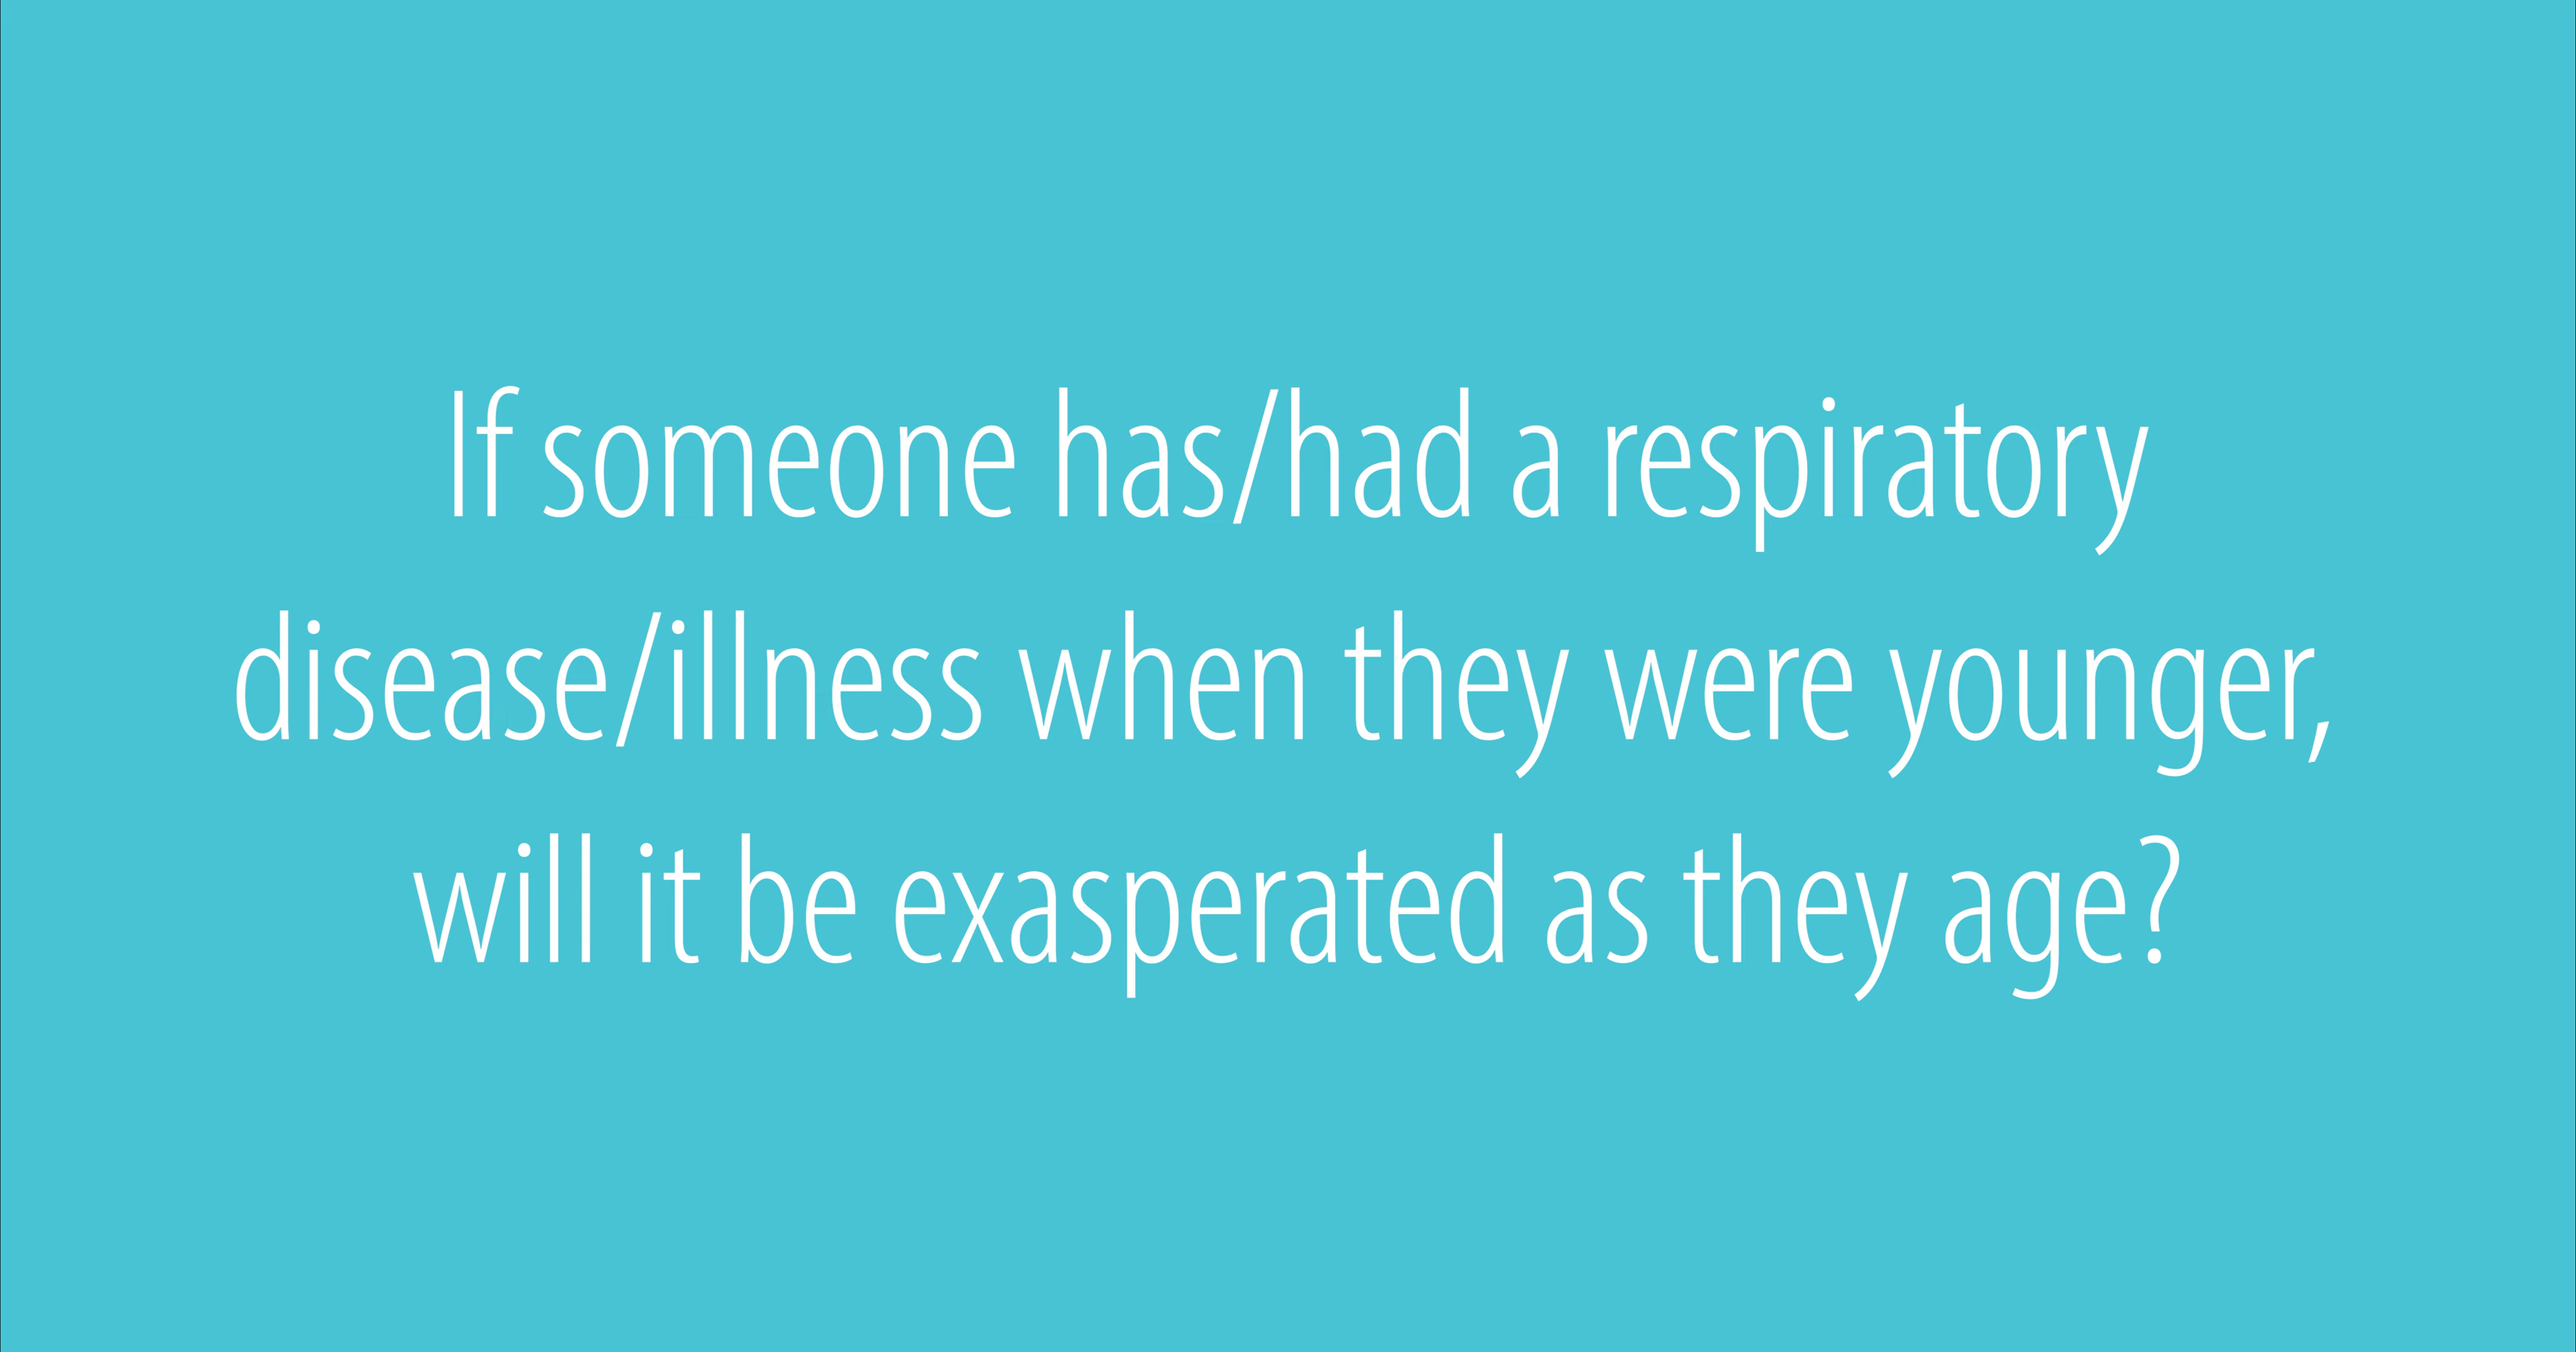 If someone has/had a respiratory
disease/illness when they were younger,
will it be exasperated as they age?